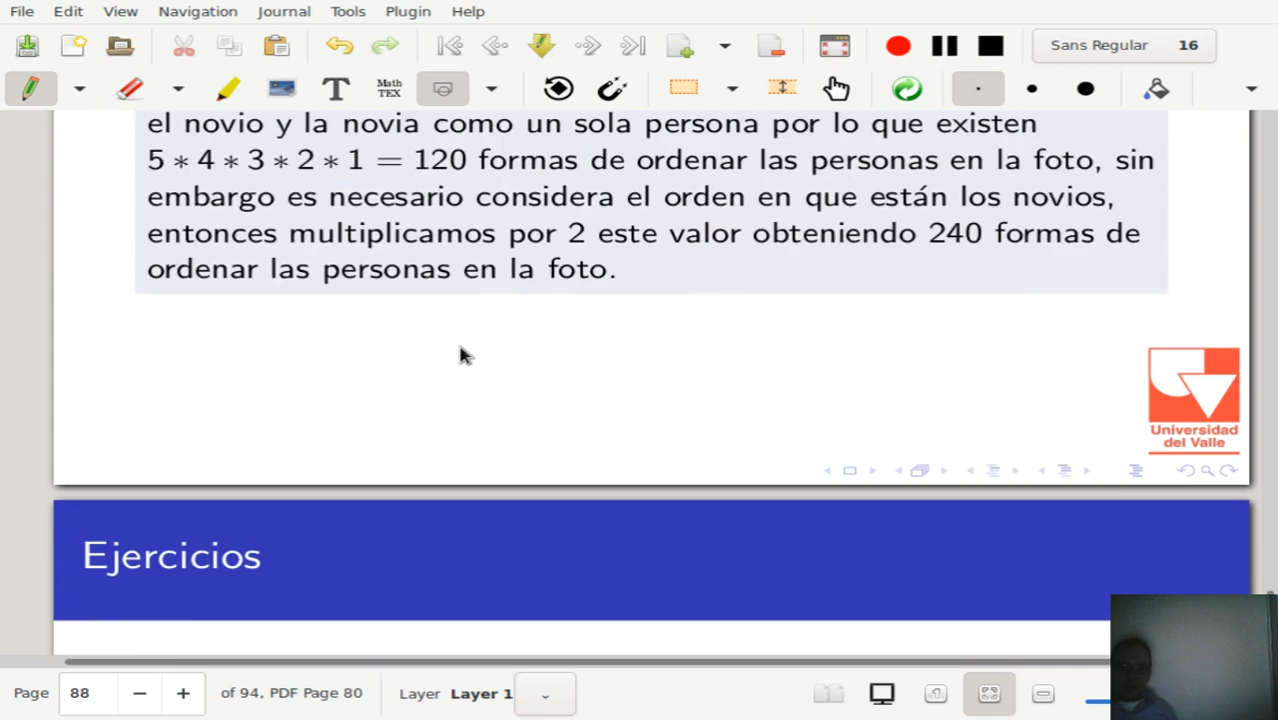 File Edit View Navigation Journal Tools Plugin Help
Sans Regular 16
T Math TEX
el novio y la novia como un sola persona por lo que existen
5 ∗ 4 ∗ 3 ∗ 2 ∗ 1 = 120 formas de ordenar las personas en la foto, sin
embargo es necesario considera el orden en que están los novios,
entonces multiplicamos por 2 este valor obteniendo 240 formas de
ordenar las personas en la foto.
Universidad
del Valle
Ejercicios
Page 88 of 94, PDF Page 80 Layer Layer 1